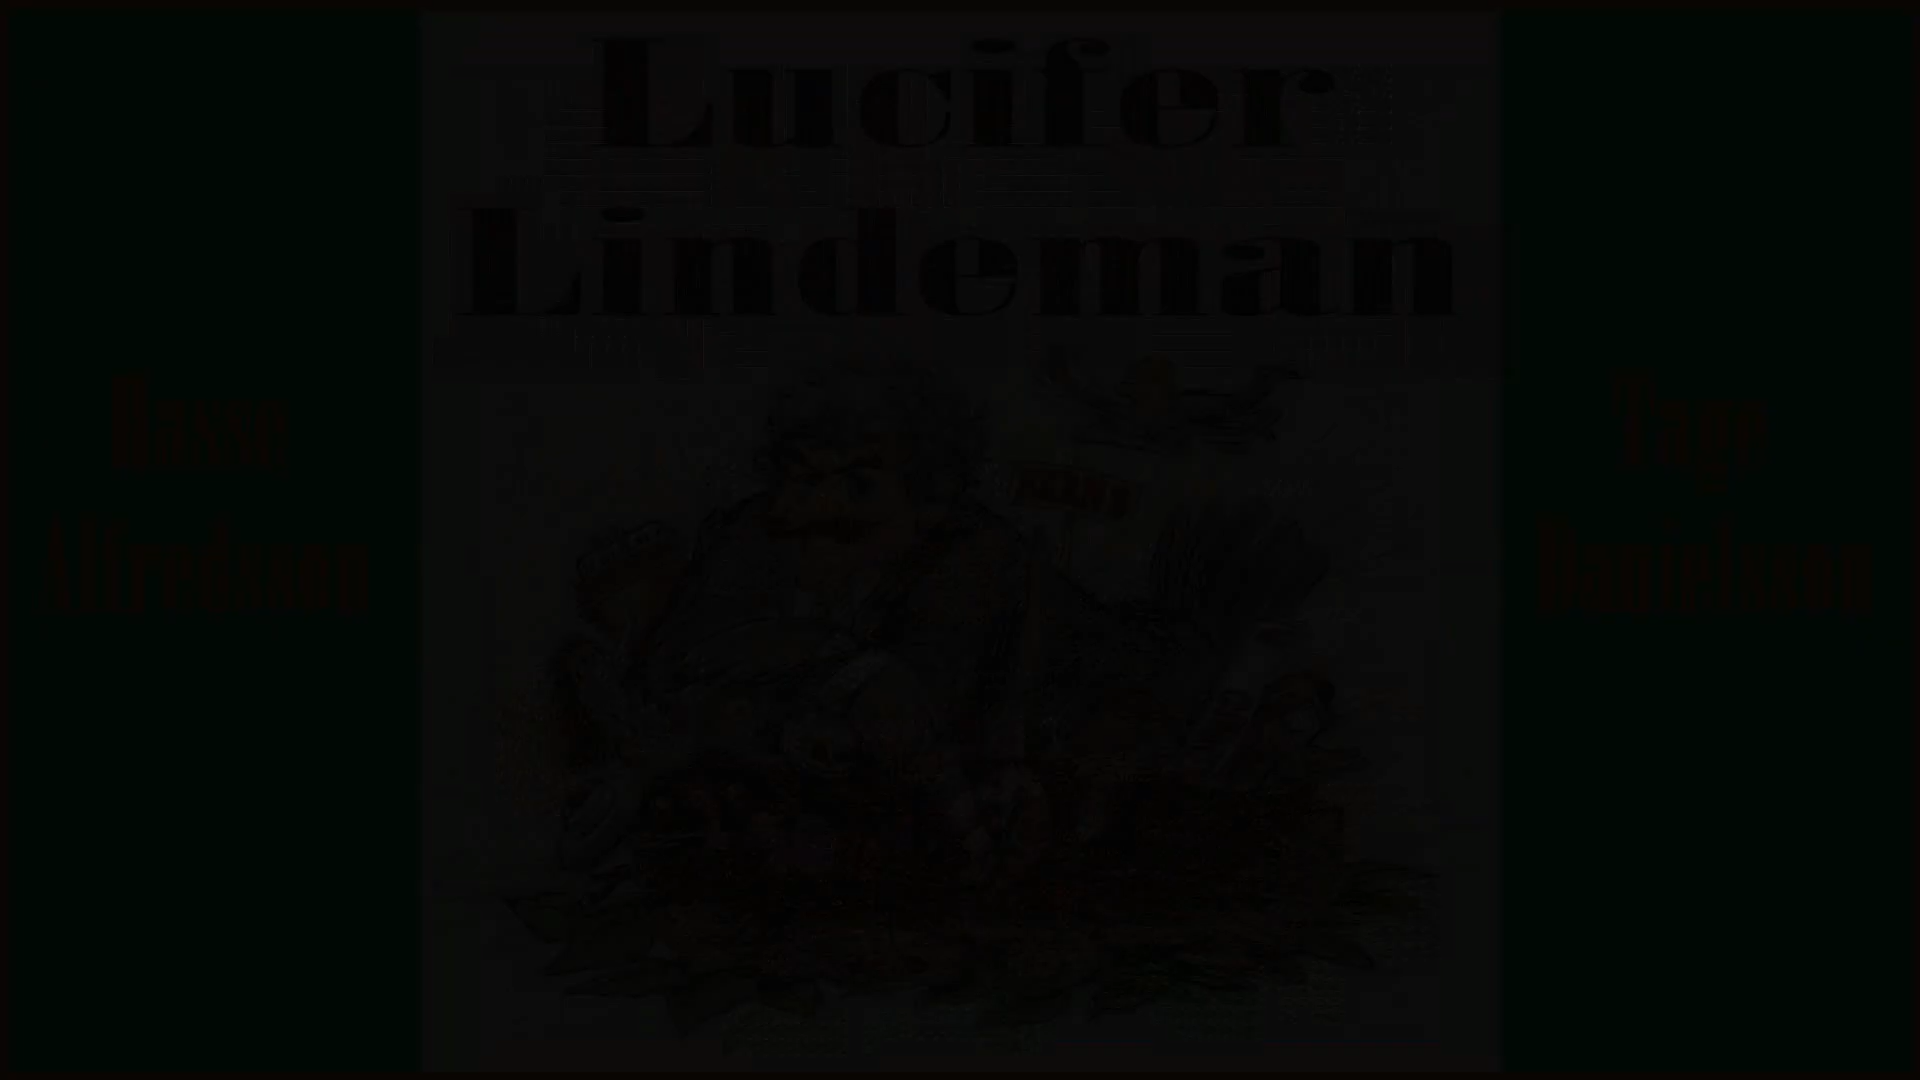 Lucifer
Lindeman
Hasse
Alfredsson
Tage
Danielsson